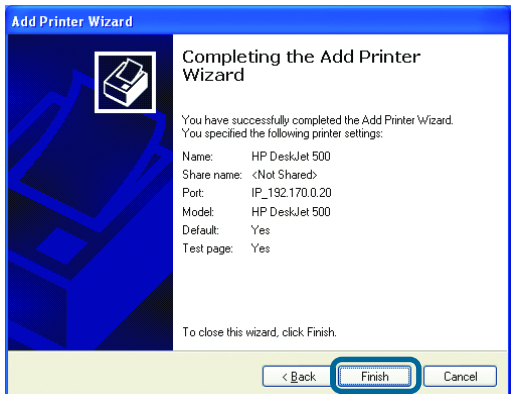 Add Printer Wizard
Completing the Add Printer
Wizard
You have successfully completed the Add Printer Wizard.
You specified the following printer settings:
Name: HP DeskJet 500
Share name: <Not Shared>
Port: IP_192.170.0.20
Model: HP DeskJet 500
Default: Yes
Test page: Yes
To close this wizard, click Finish.
< Back Finish Cancel